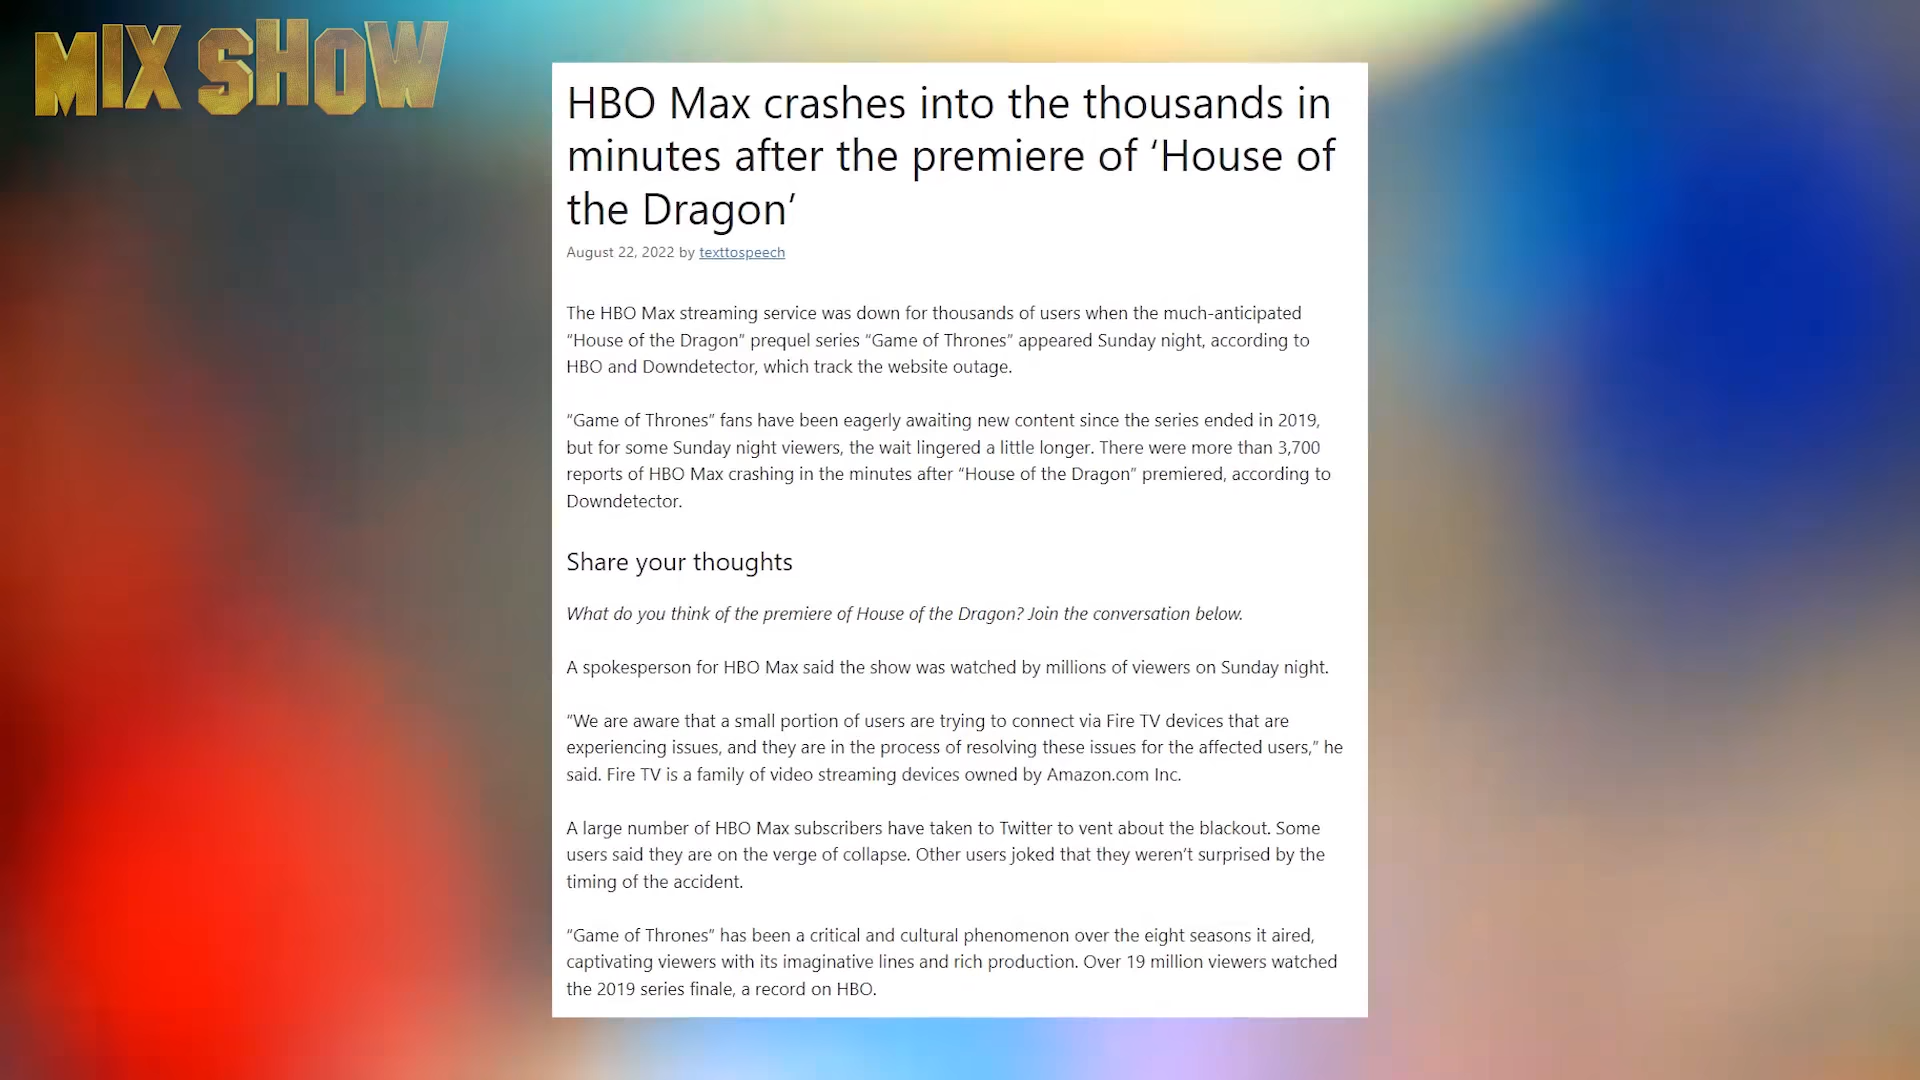 MIX SHOW
HBO Max crashes into the thousands in
minutes after the premiere of ‘House of
the Dragon’
August 22, 2022 by texttospeech
The HBO Max streaming service was down for thousands of users when the much-anticipated
“House of the Dragon” prequel series “Game of Thrones” appeared Sunday night, according to
HBO and Downdetector, which track the website outage.
“Game of Thrones” fans have been eagerly awaiting new content since the series ended in 2019,
but for some Sunday night viewers, the wait lingered a little longer. There were more than 3,700
reports of HBO Max crashing in the minutes after “House of the Dragon” premiered, according to
Downdetector.
Share your thoughts
What do you think of the premiere of House of the Dragon? Join the conversation below.
A spokesperson for HBO Max said the show was watched by millions of viewers on Sunday night.
“We are aware that a small portion of users are trying to connect via Fire TV devices that are
experiencing issues, and they are in the process of resolving these issues for the affected users,” he
said. Fire TV is a family of video streaming devices owned by Amazon.com Inc.
A large number of HBO Max subscribers have taken to Twitter to vent about the blackout. Some
users said they are on the verge of collapse. Other users joked that they weren’t surprised by the
timing of the accident.
“Game of Thrones” has been a critical and cultural phenomenon over the eight seasons it aired,
captivating viewers with its imaginative lines and rich production. Over 19 million viewers watched
the 2019 series finale, a record on HBO.